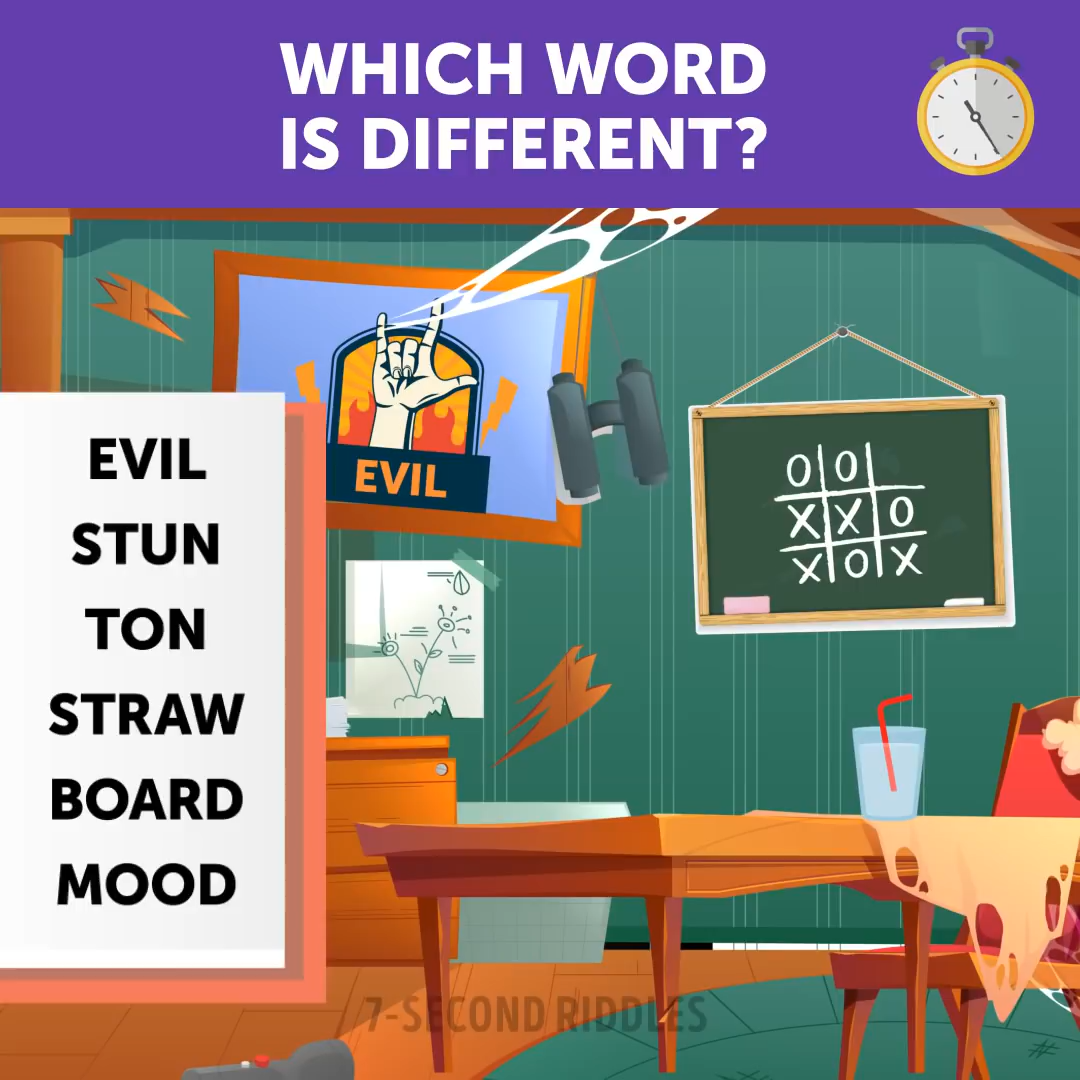 WHICH WORD
IS DIFFERENT?
EVIL
STUN
TON
STRAW
BOARD
MOOD
EVIL
O O
X X O
X O X
7-SECOND RIDDLES